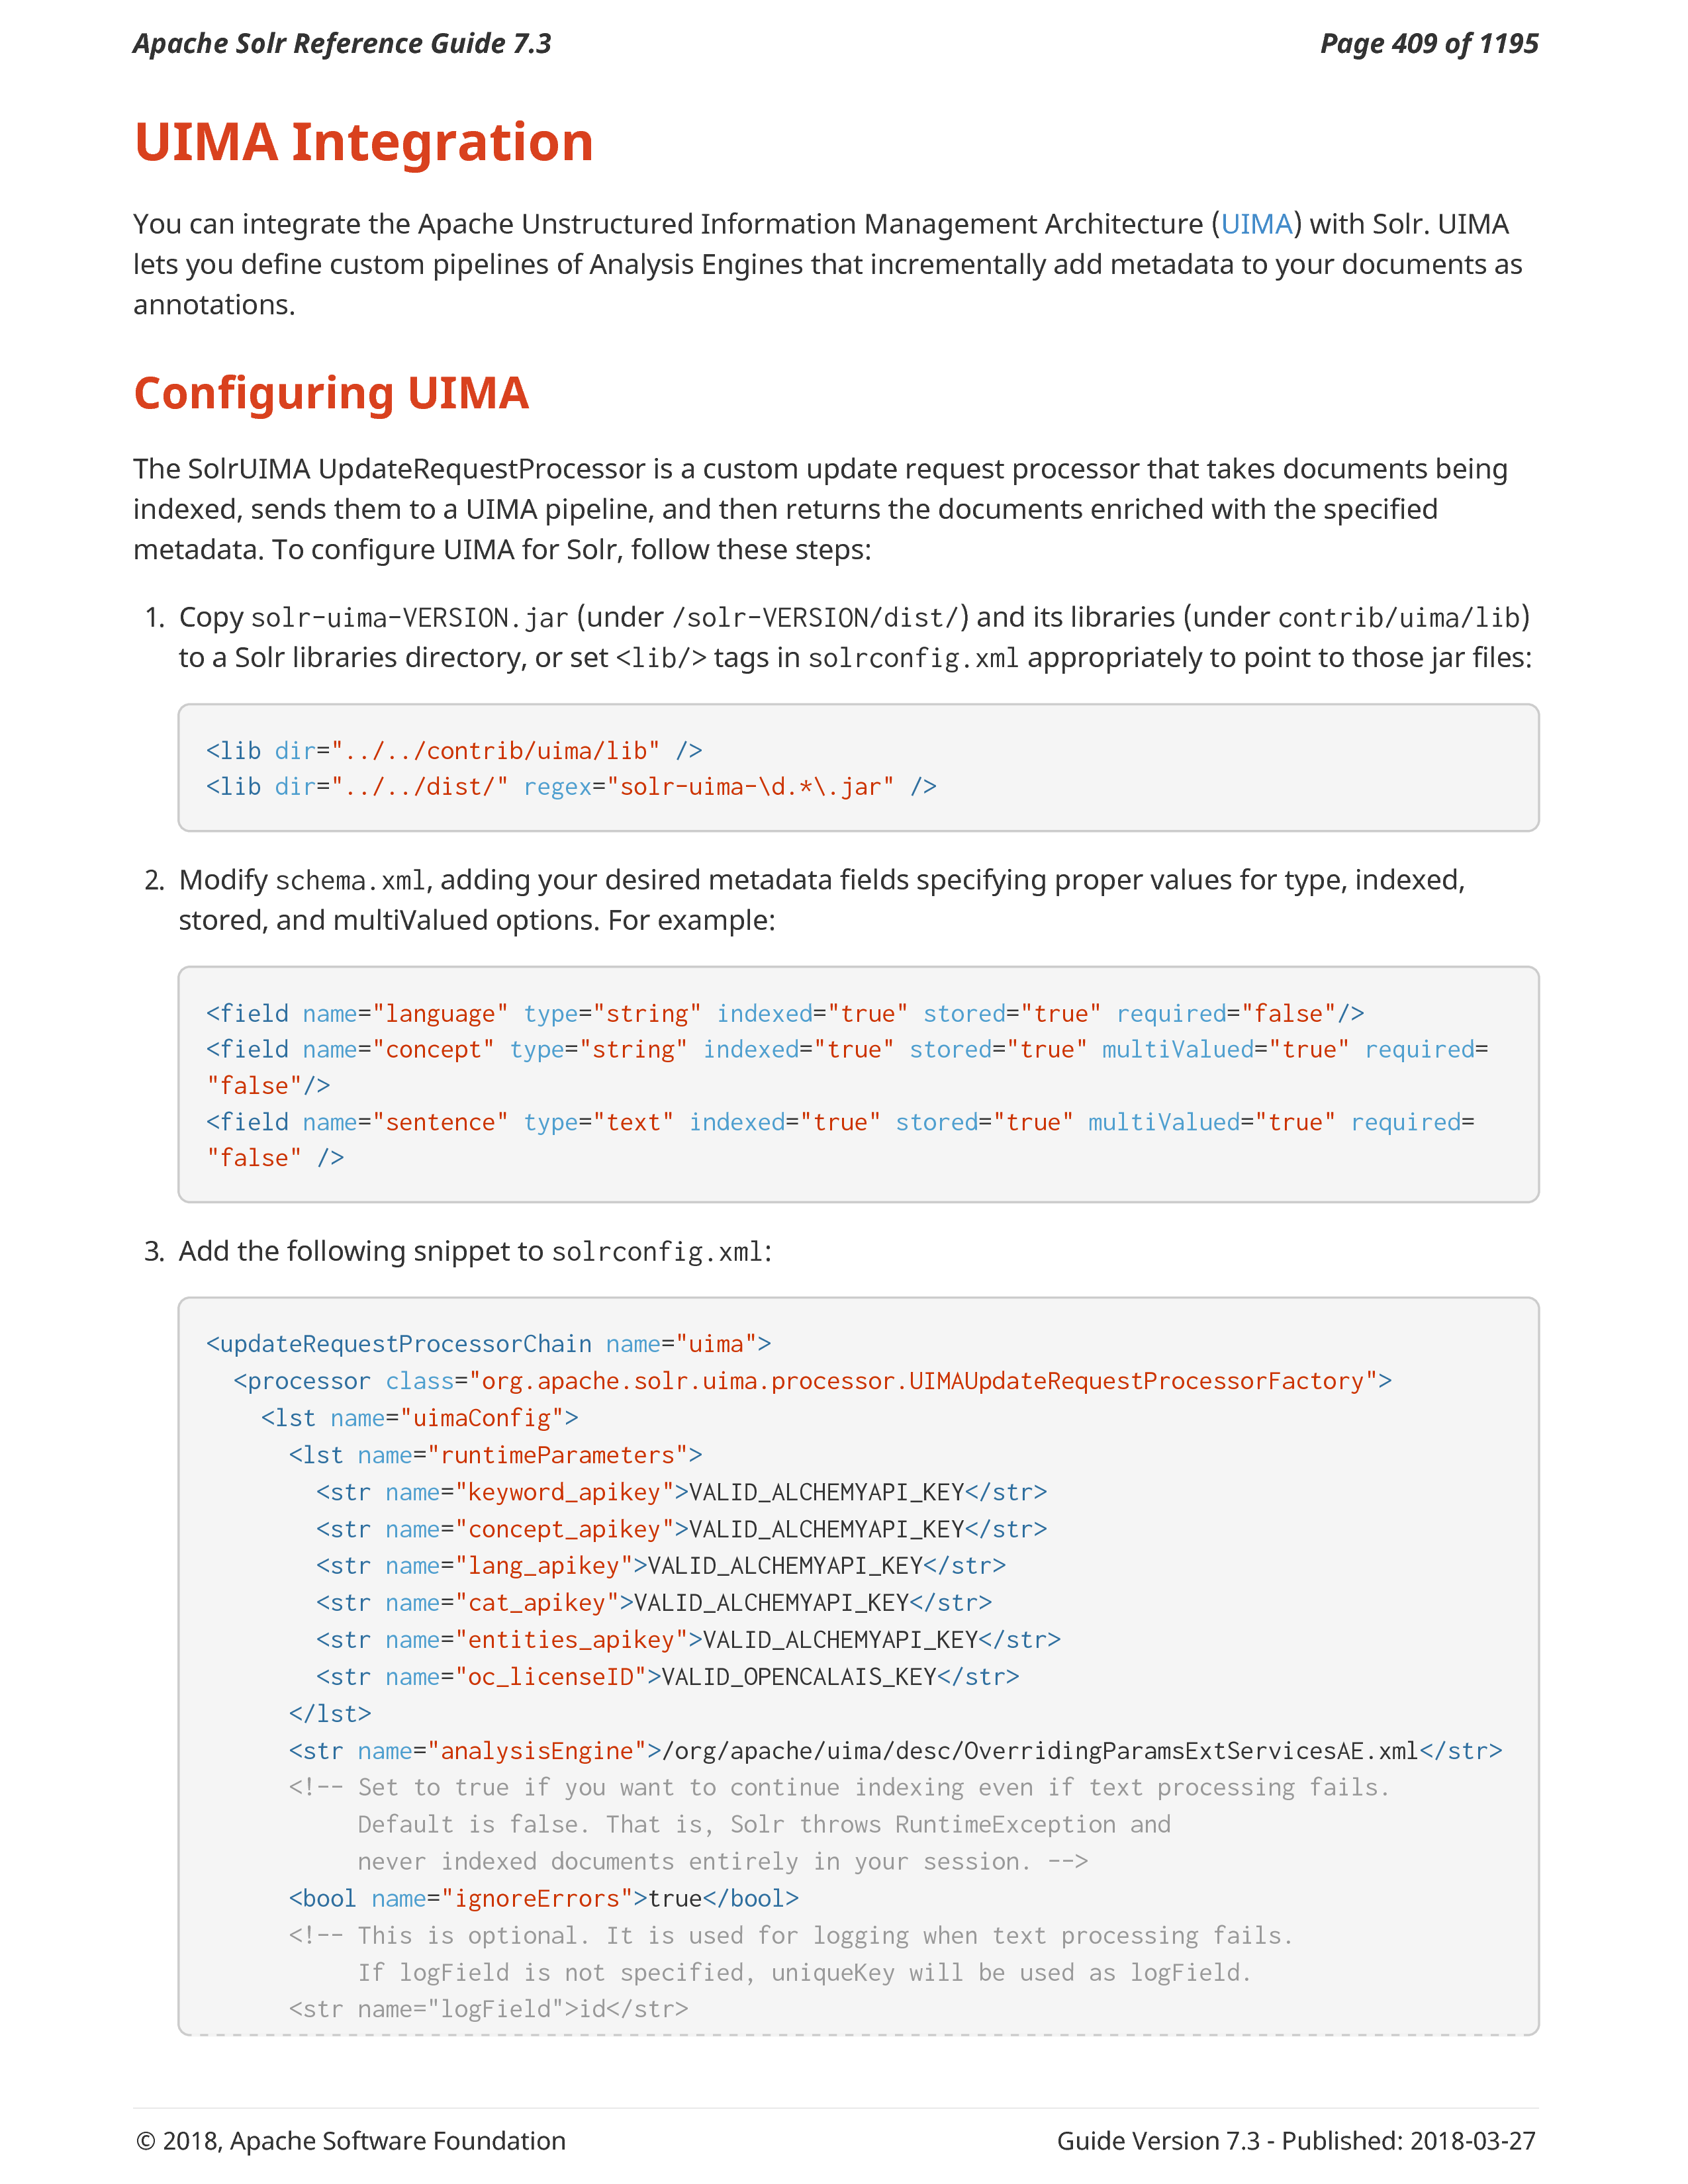 Apache Solr Reference Guide 7.3
Page 409 of 1195
UIMA Integration
You can integrate the Apache Unstructured Information Management Architecture (UIMA) with Solr. UIMA
lets you define custom pipelines of Analysis Engines that incrementally add metadata to your documents as
annotations.
Configuring UIMA
The SolrUIMA UpdateRequestProcessor is a custom update request processor that takes documents being
indexed, sends them to a UIMA pipeline, and then returns the documents enriched with the specified
metadata. To configure UIMA for Solr, follow these steps:
1. Copy solr-uima-VERSION.jar (under /solr-VERSION/dist/) and its libraries (under contrib/uima/lib)
to a Solr libraries directory, or set <lib/> tags in solrconfig.xml appropriately to point to those jar files:
<lib dir="../../contrib/uima/lib" />
<lib dir="../../dist/" regex="solr-uima-\d.*\.jar" />
2. Modify schema.xml, adding your desired metadata fields specifying proper values for type, indexed,
stored, and multiValued options. For example:
<field name="language" type="string" indexed="true" stored="true" required="false"/>
<field name="concept" type="string" indexed="true" stored="true" multiValued="true" required=
"false"/>
<field name="sentence" type="text" indexed="true" stored="true" multiValued="true" required=
"false" />
3. Add the following snippet to solrconfig.xml:
<updateRequestProcessorChain name="uima">
  <processor class="org.apache.solr.uima.processor.UIMAUpdateRequestProcessorFactory">
    <lst name="uimaConfig">
      <lst name="runtimeParameters">
        <str name="keyword_apikey">VALID_ALCHEMYAPI_KEY</str>
        <str name="concept_apikey">VALID_ALCHEMYAPI_KEY</str>
        <str name="lang_apikey">VALID_ALCHEMYAPI_KEY</str>
        <str name="cat_apikey">VALID_ALCHEMYAPI_KEY</str>
        <str name="entities_apikey">VALID_ALCHEMYAPI_KEY</str>
        <str name="oc_licenseID">VALID_OPENCALAIS_KEY</str>
      </lst>
      <str name="analysisEngine">/org/apache/uima/desc/OverridingParamsExtServicesAE.xml</str>
      <!-- Set to true if you want to continue indexing even if text processing fails.
           Default is false. That is, Solr throws RuntimeException and
           never indexed documents entirely in your session. -->
      <bool name="ignoreErrors">true</bool>
      <!-- This is optional. It is used for logging when text processing fails.
           If logField is not specified, uniqueKey will be used as logField.
      <str name="logField">id</str>
© 2018, Apache Software Foundation
Guide Version 7.3 - Published: 2018-03-27